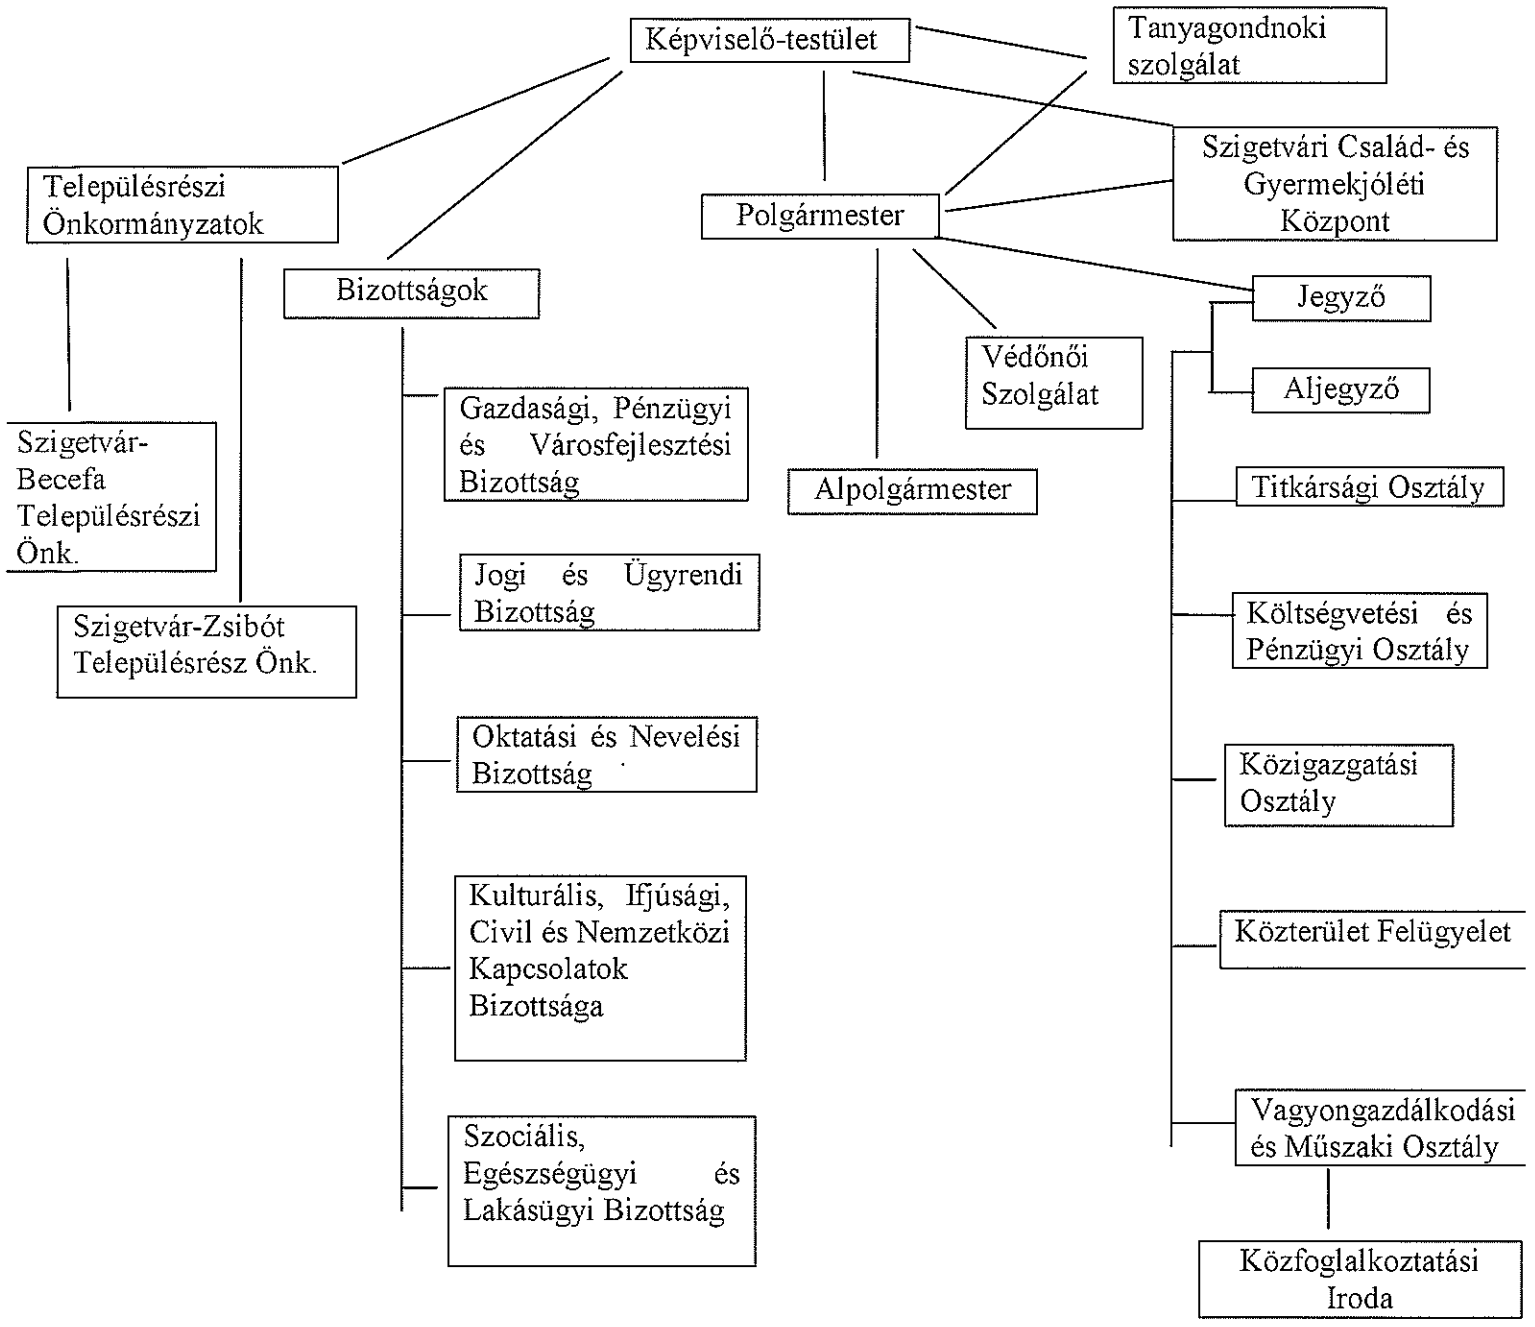 Képviselő-testület
Tanyagondnoki
szolgálat
Településrészi
Önkormányzatok
Polgármester
Szigetvári Család- és
Gyermekjóléti
Központ
Bizottságok
Jegyző
Védőnői
Szolgálat
Aljegyző
Gazdasági, Pénzügyi
és Városfejlesztési
Bizottság
Szigetvár-
Becefa
Településrészi
Önk.
Alpolgármester
Titkársági Osztály
Jogi és Ügyrendi
Bizottság
Szigetvár-Zsibót
Településrész Önk.
Költségvetési és
Pénzügyi Osztály
Oktatási és Nevelési
Bizottság
Közigazgatási
Osztály
Kulturális, Ifjúsági,
Civil és Nemzetközi
Kapcsolatok
Bizottsága
Közterület Felügyelet
Szociális,
Egészségügyi és
Lakásügyi Bizottság
Vagyongazdálkodási
és Műszaki Osztály
Közfoglalkoztatási
Iroda